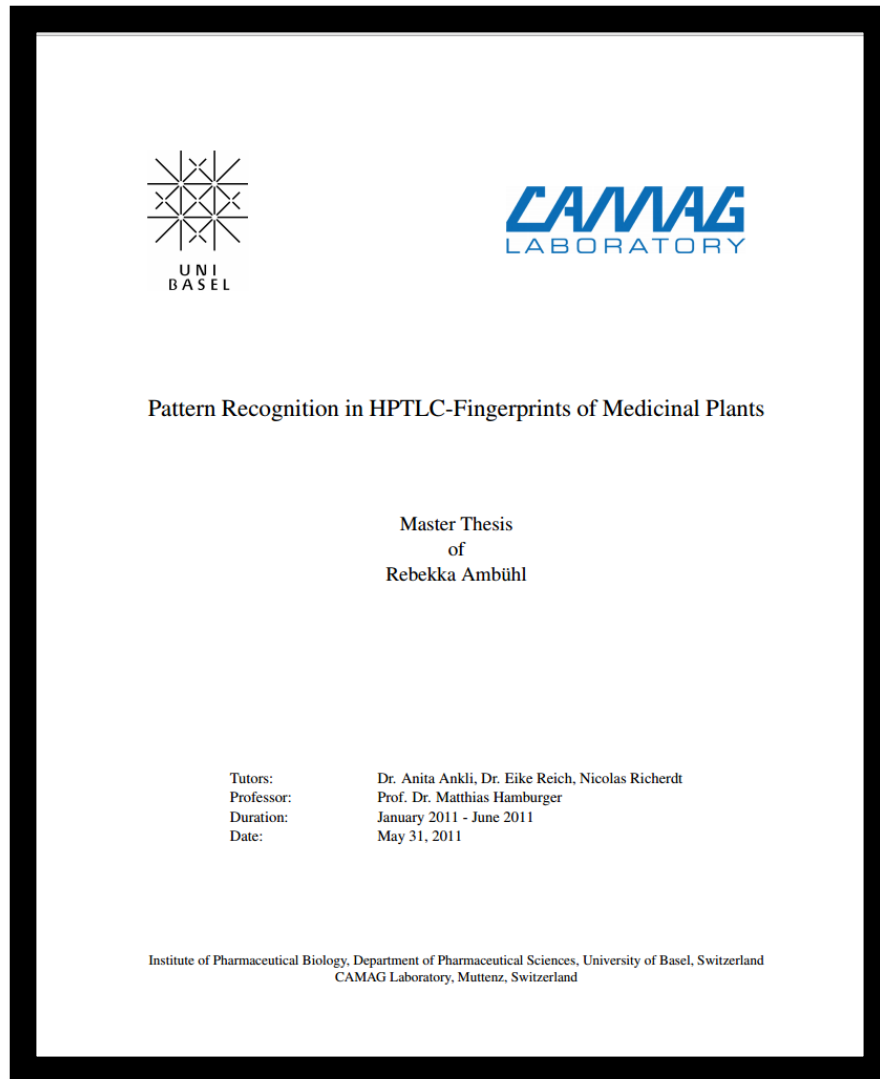 UNI
BASEL
CAMAG
LABORATORY
Pattern Recognition in HPTLC-Fingerprints of Medicinal Plants
Master Thesis
of
Rebekka Ambühl
Tutors: Dr. Anita Ankli, Dr. Eike Reich, Nicolas Richerdt
Professor: Prof. Dr. Matthias Hamburger
Duration: January 2011 - June 2011
Date: May 31, 2011
Institute of Pharmaceutical Biology, Department of Pharmaceutical Sciences, University of Basel, Switzerland
CAMAG Laboratory, Muttenz, Switzerland